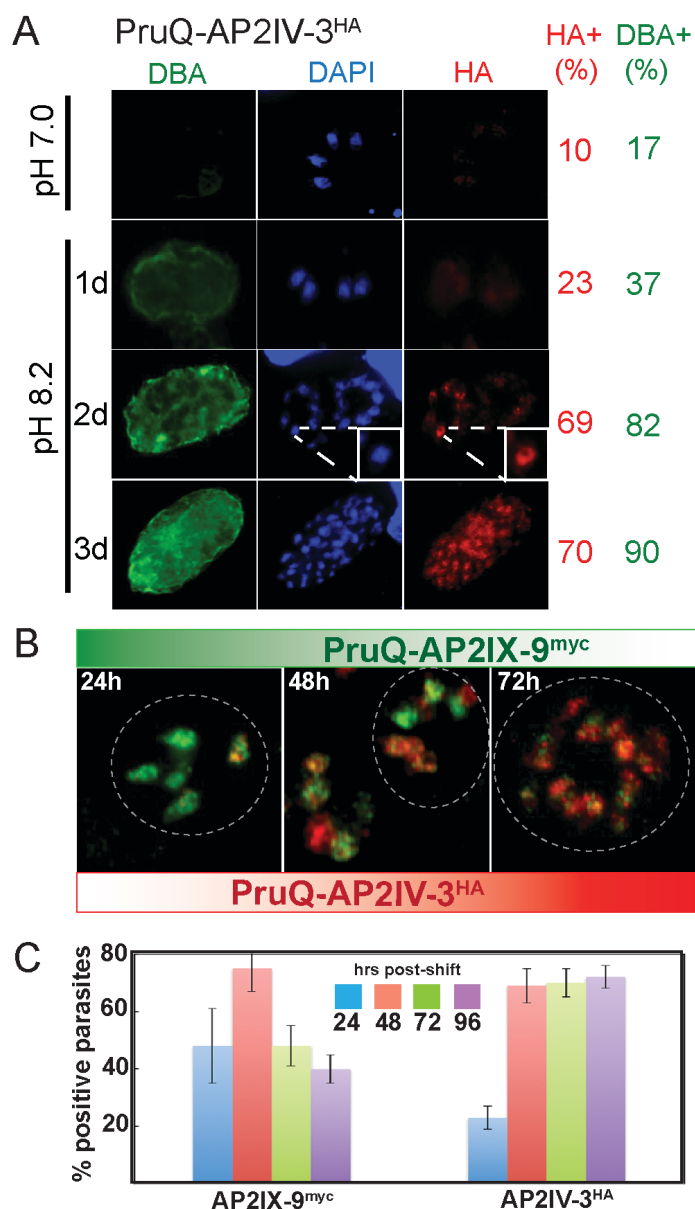 A
PruQ-AP2IV-3HA
HA+ DBA+
DBA DAPI HA (%) (%)
pH 7.0
10 17
pH 8.2
1d 23 37
2d 69 82
3d 70 90
B
PruQ-AP2IX-9myc
24h 48h 72h
PruQ-AP2IV-3HA
C
% positive parasites
80
60
40
20
hrs post-shift
24 48 72 96
AP2IX-9myc AP2IV-3HA